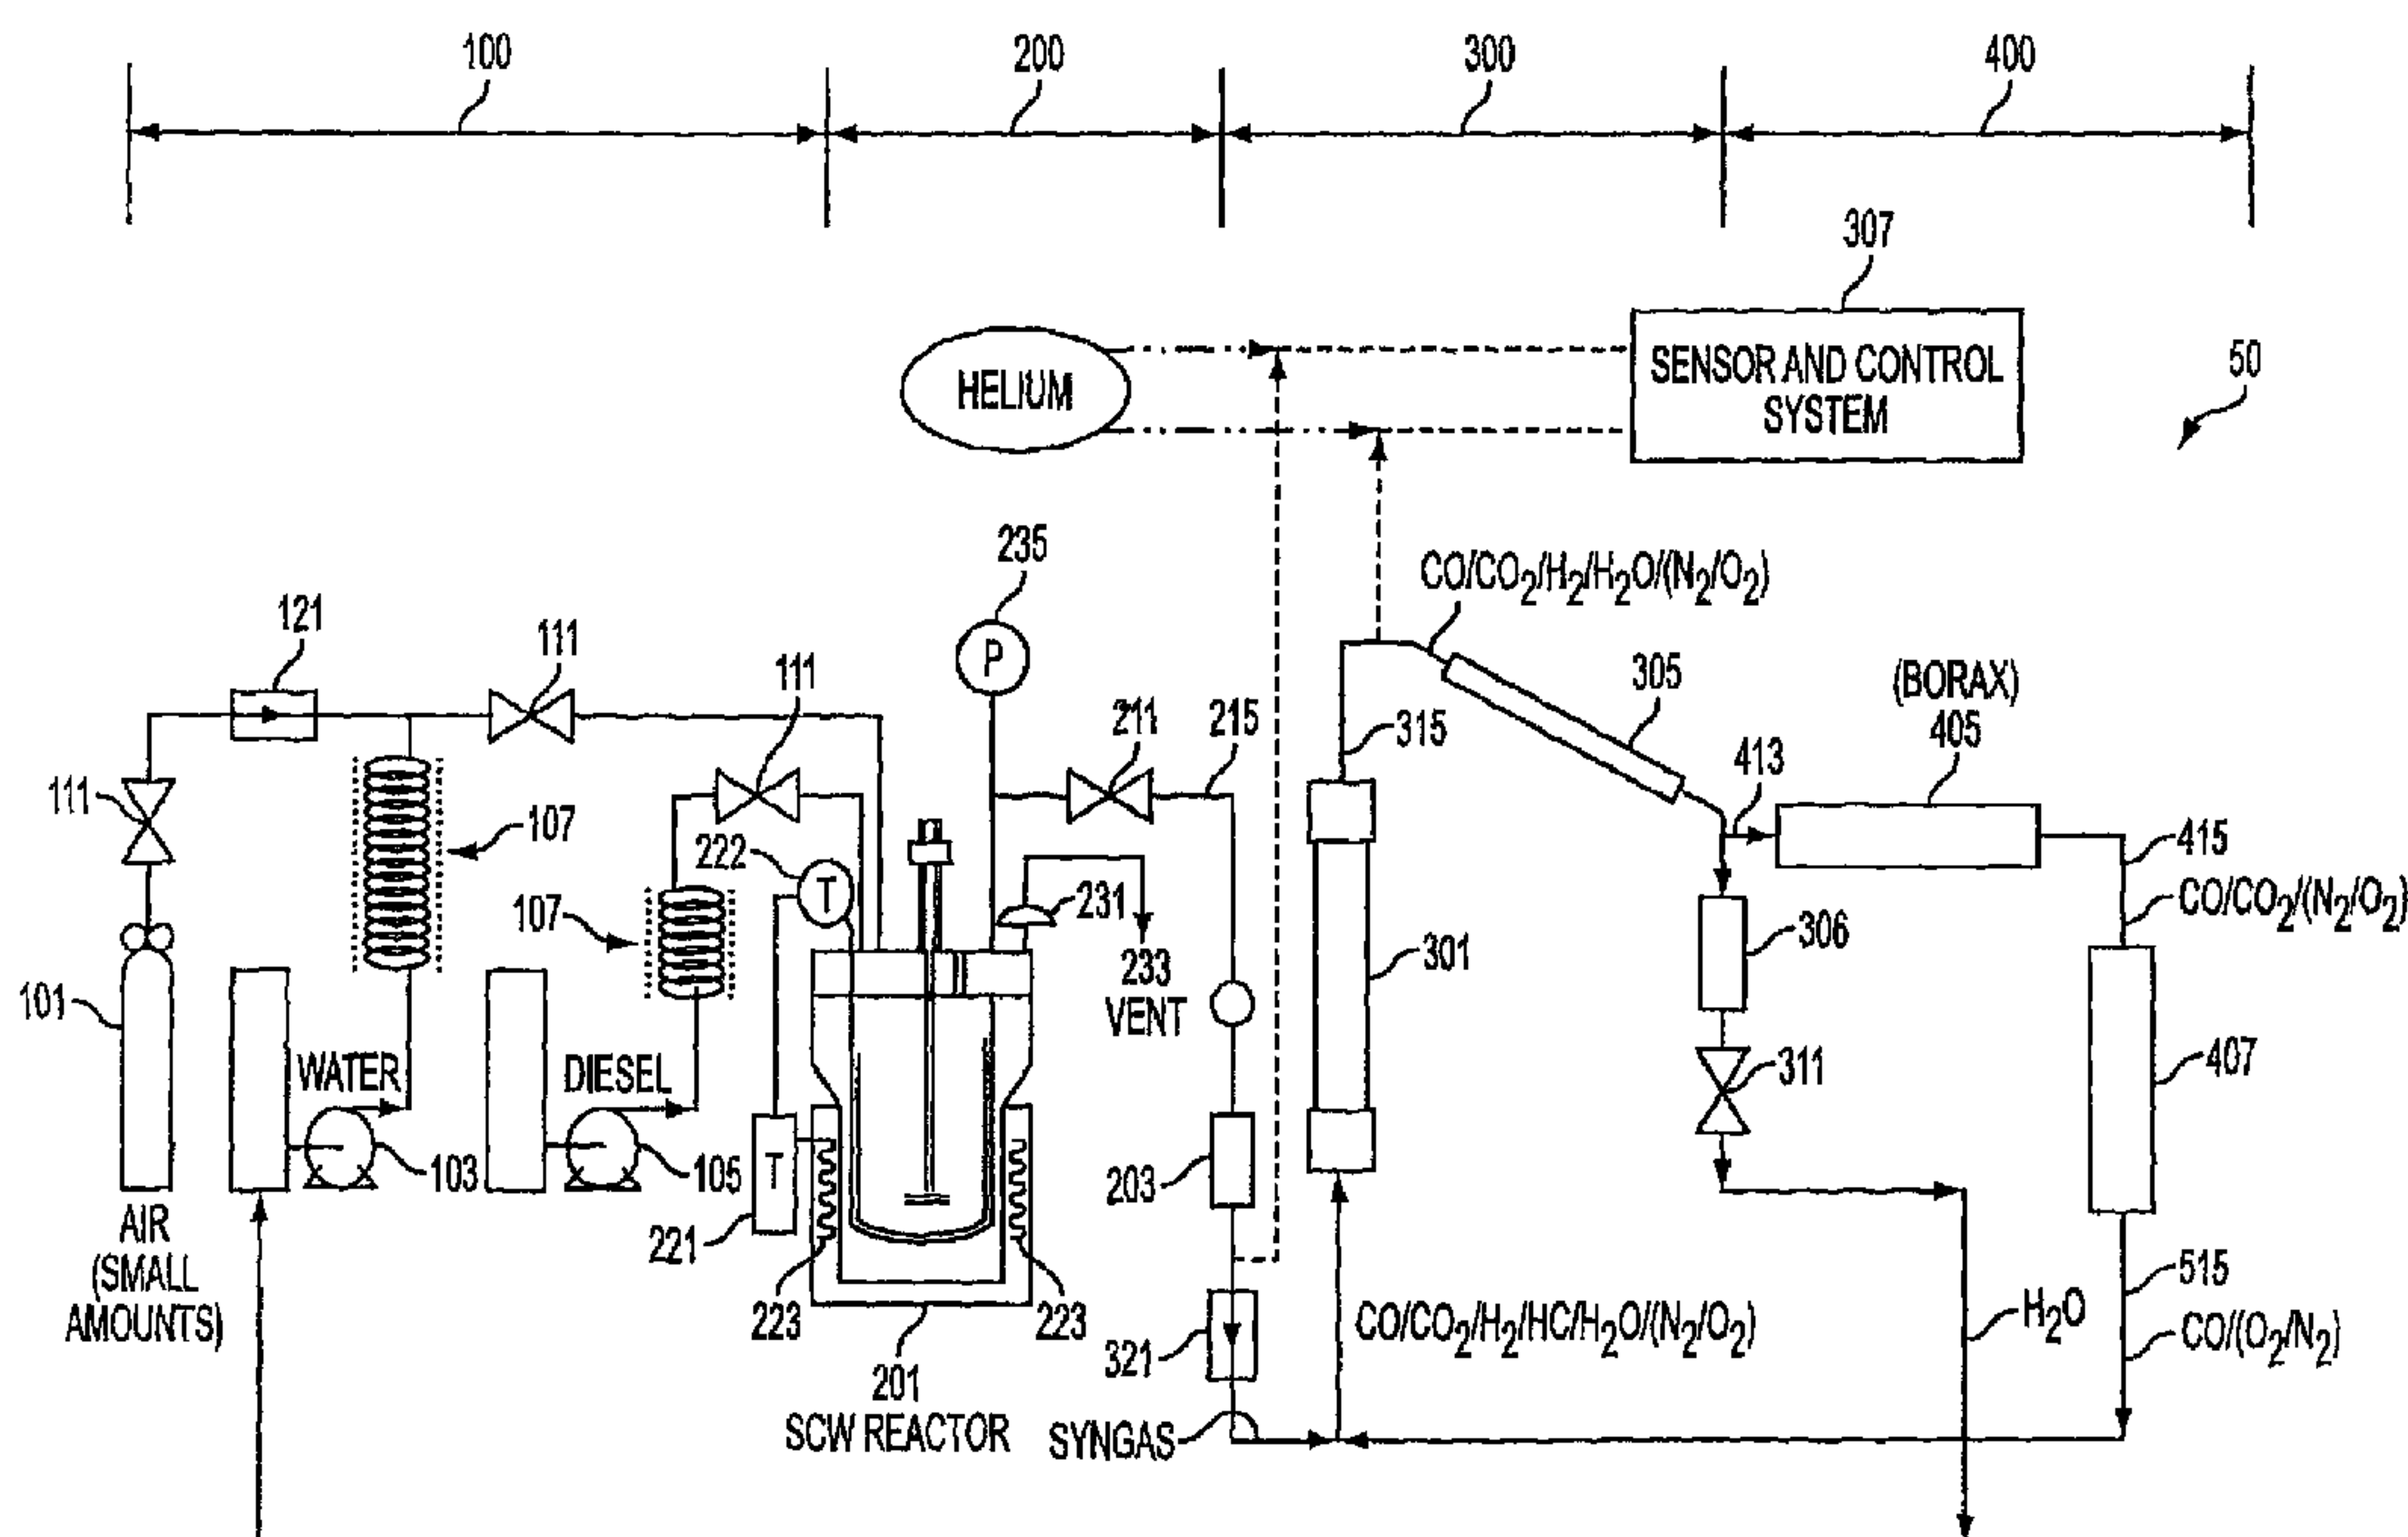 100
200
300
400
307
HELIUM
SENSOR AND CONTROL
SYSTEM
50
235
P
CO/CO2/H2/H2O/(N2/O2)
121
111
111
211
215
305
(BORAX)
405
315
413
111
107
222
T
231
415
CO/CO2/(N2/O2)
107
306
301
233
VENT
101
WATER
DIESEL
311
407
103
105
T
203
AIR
(SMALL
AMOUNTS)
221
223
223
515
201
SCW REACTOR
321
CO/CO2/H2/HC/H2O/(N2/O2)
H2O
CO/(O2/N2)
SYNGAS